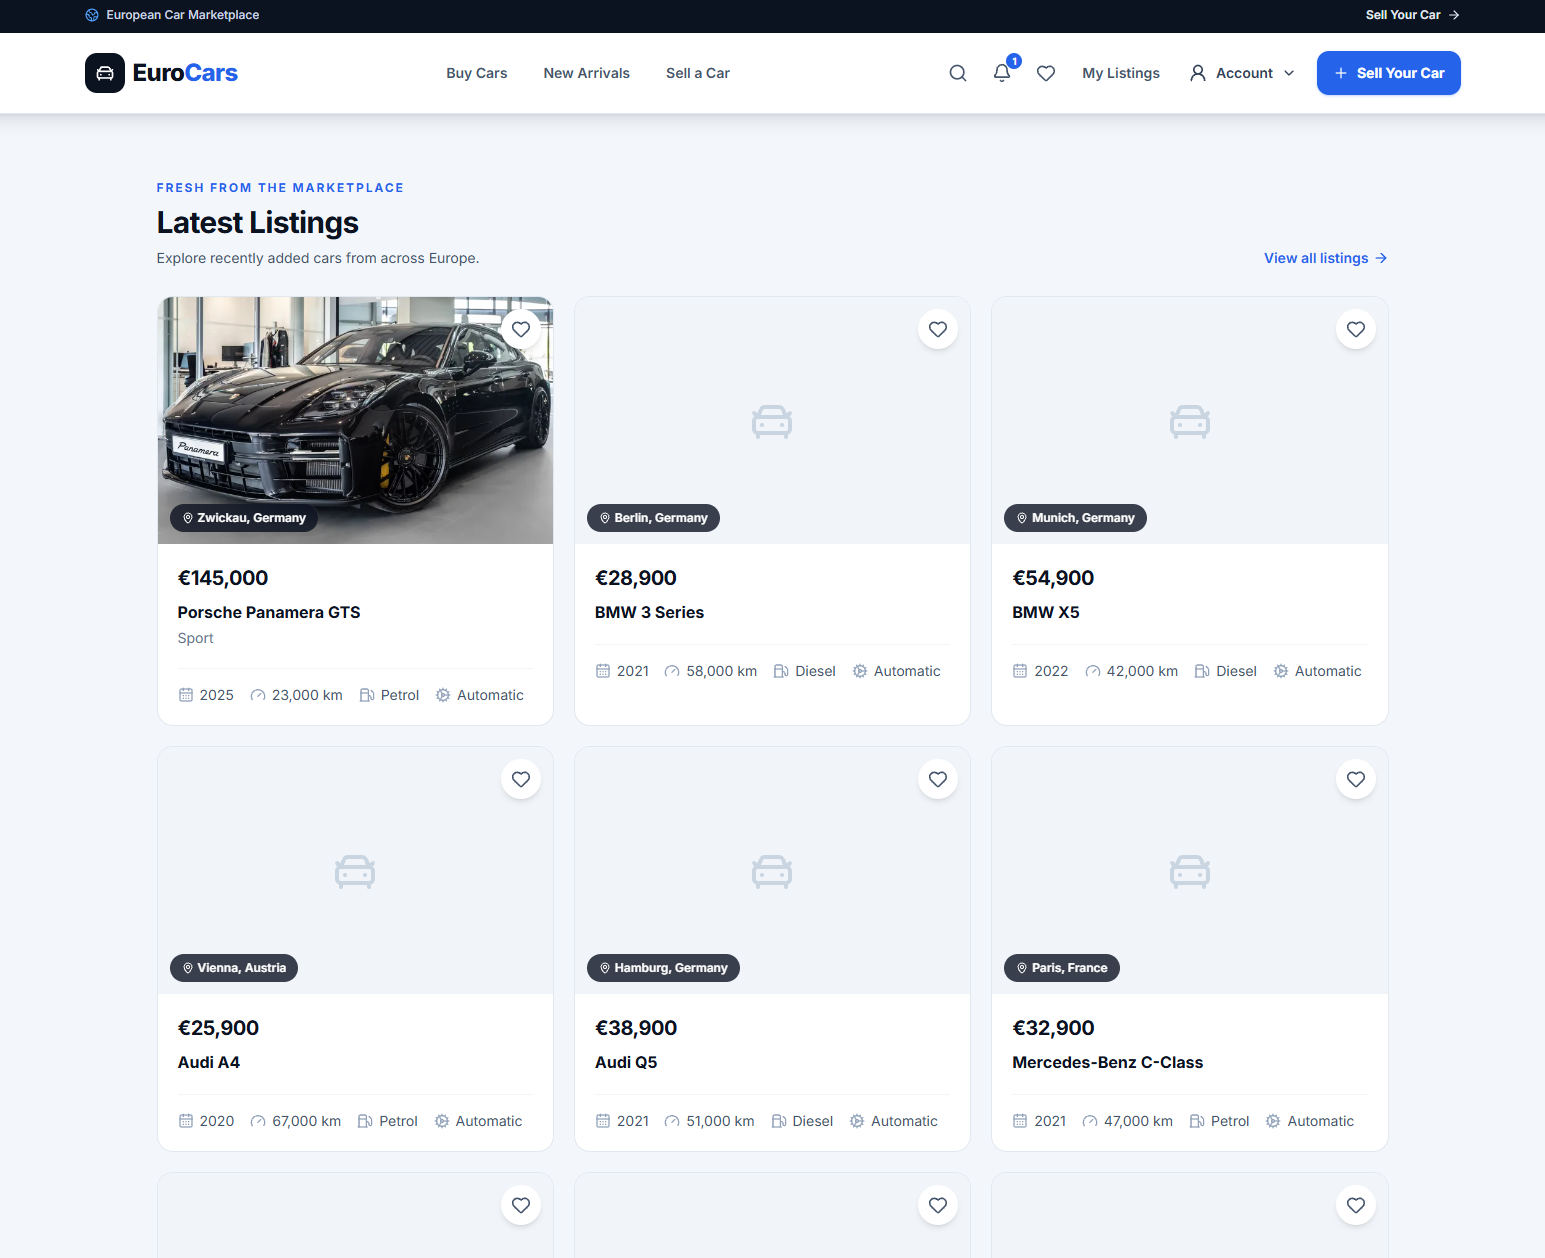 European Car Marketplace
Sell Your Car
EuroCars
Buy Cars
New Arrivals
Sell a Car
1
My Listings
Account
Sell Your Car
FRESH FROM THE MARKETPLACE
Latest Listings
Explore recently added cars from across Europe.
View all listings
Panamera
Zwickau, Germany
€145,000
Porsche Panamera GTS
Sport
2025 23,000 km Petrol Automatic
Berlin, Germany
€28,900
BMW 3 Series
2021 58,000 km Diesel Automatic
Munich, Germany
€54,900
BMW X5
2022 42,000 km Diesel Automatic
Vienna, Austria
€25,900
Audi A4
2020 67,000 km Petrol Automatic
Hamburg, Germany
€38,900
Audi Q5
2021 51,000 km Diesel Automatic
Paris, France
€32,900
Mercedes-Benz C-Class
2021 47,000 km Petrol Automatic